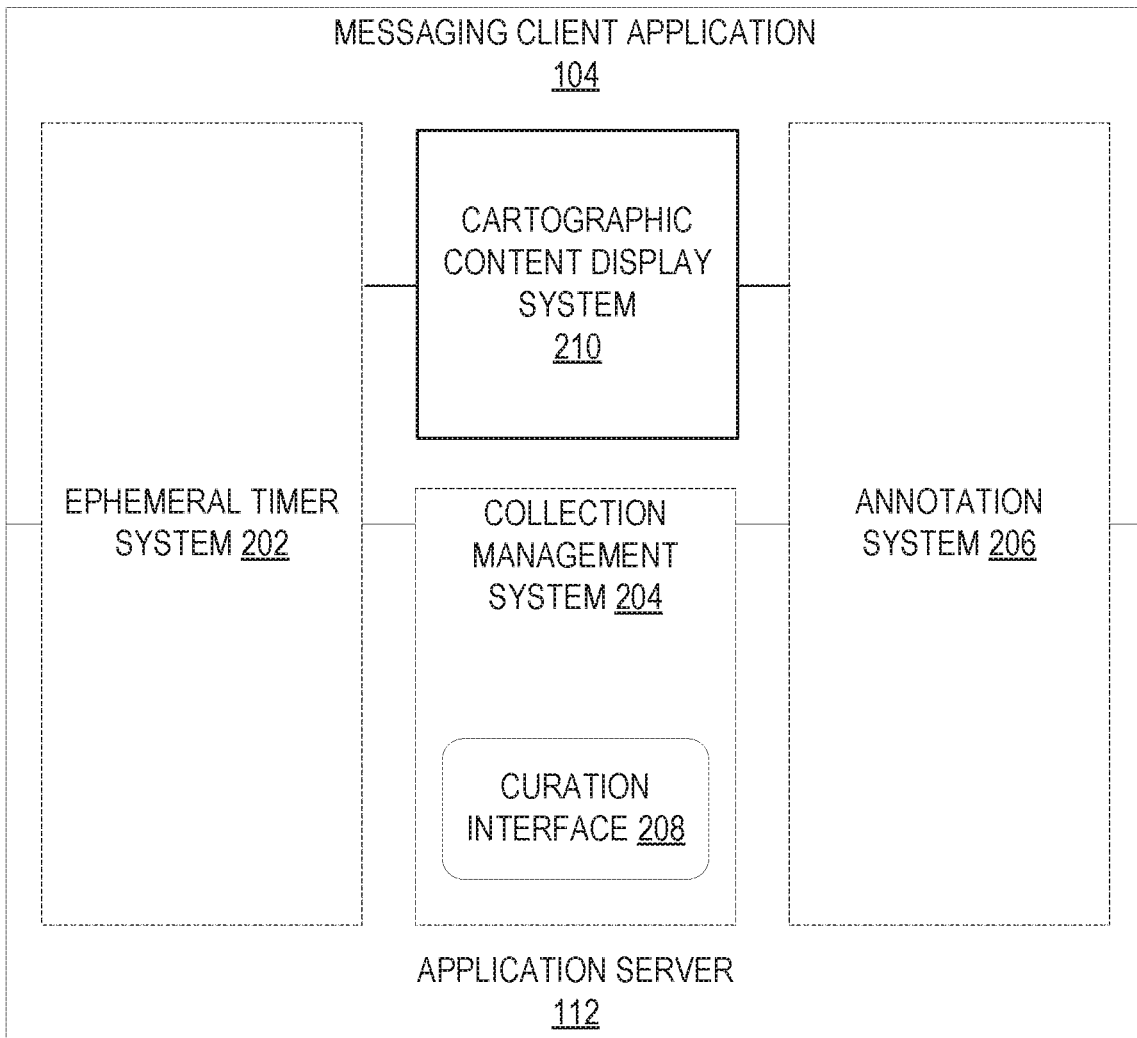 MESSAGING CLIENT APPLICATION
104
CARTOGRAPHIC
CONTENT DISPLAY
SYSTEM
210
EPHEMERAL TIMER
SYSTEM 202
COLLECTION
MANAGEMENT
SYSTEM 204
ANNOTATION
SYSTEM 206
CURATION
INTERFACE 208
APPLICATION SERVER
112